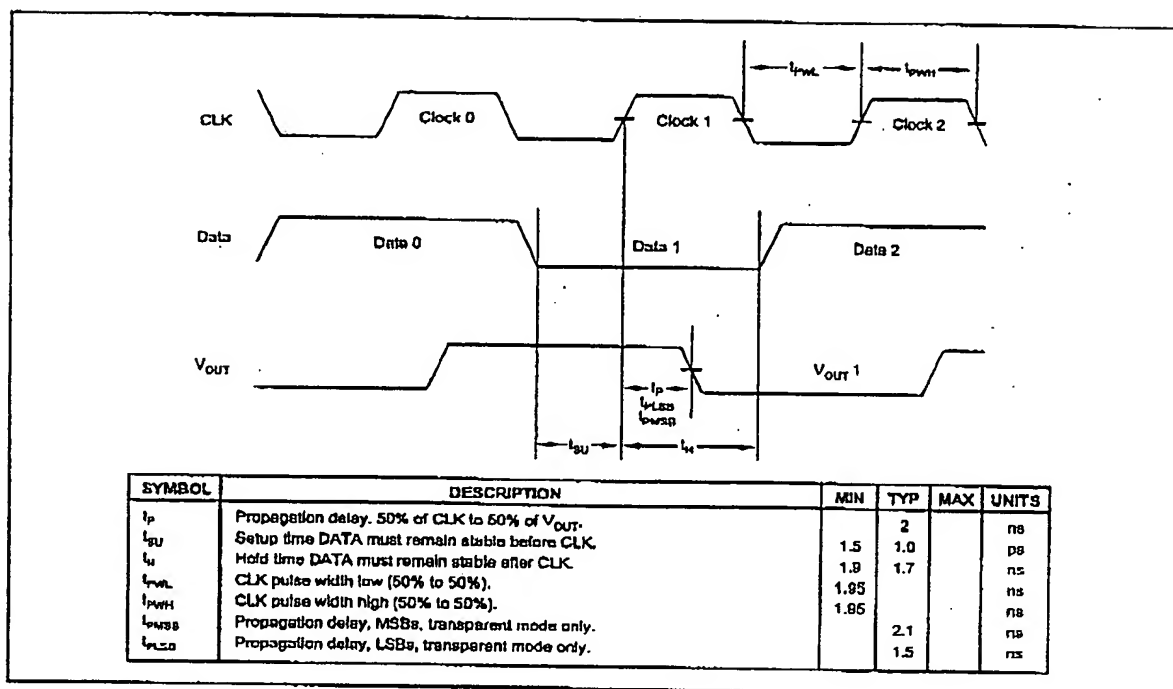 tPWL tPWH
CLK Clock 0 Clock 1 Clock 2
Data Data 0 Data 1 Data 2
VOUT VOUT 1
tP
tPLSB
tPMSB
tSU tH
SYMBOL DESCRIPTION MIN TYP MAX UNITS
tP Propagation delay. 50% of CLK to 50% of VOUT. 2 ns
tSU Setup time DATA must remain stable before CLK. 1.5 1.0 ps
tH Hold time DATA must remain stable after CLK. 1.9 1.7 ns
tPWL CLK pulse width low (50% to 50%). 1.95 ns
tPWH CLK pulse width high (50% to 50%). 1.95 ns
tPMSB Propagation delay, MSBs, transparent mode only. 2.1 ns
tPLSB Propagation delay, LSBs, transparent mode only. 1.5 ns